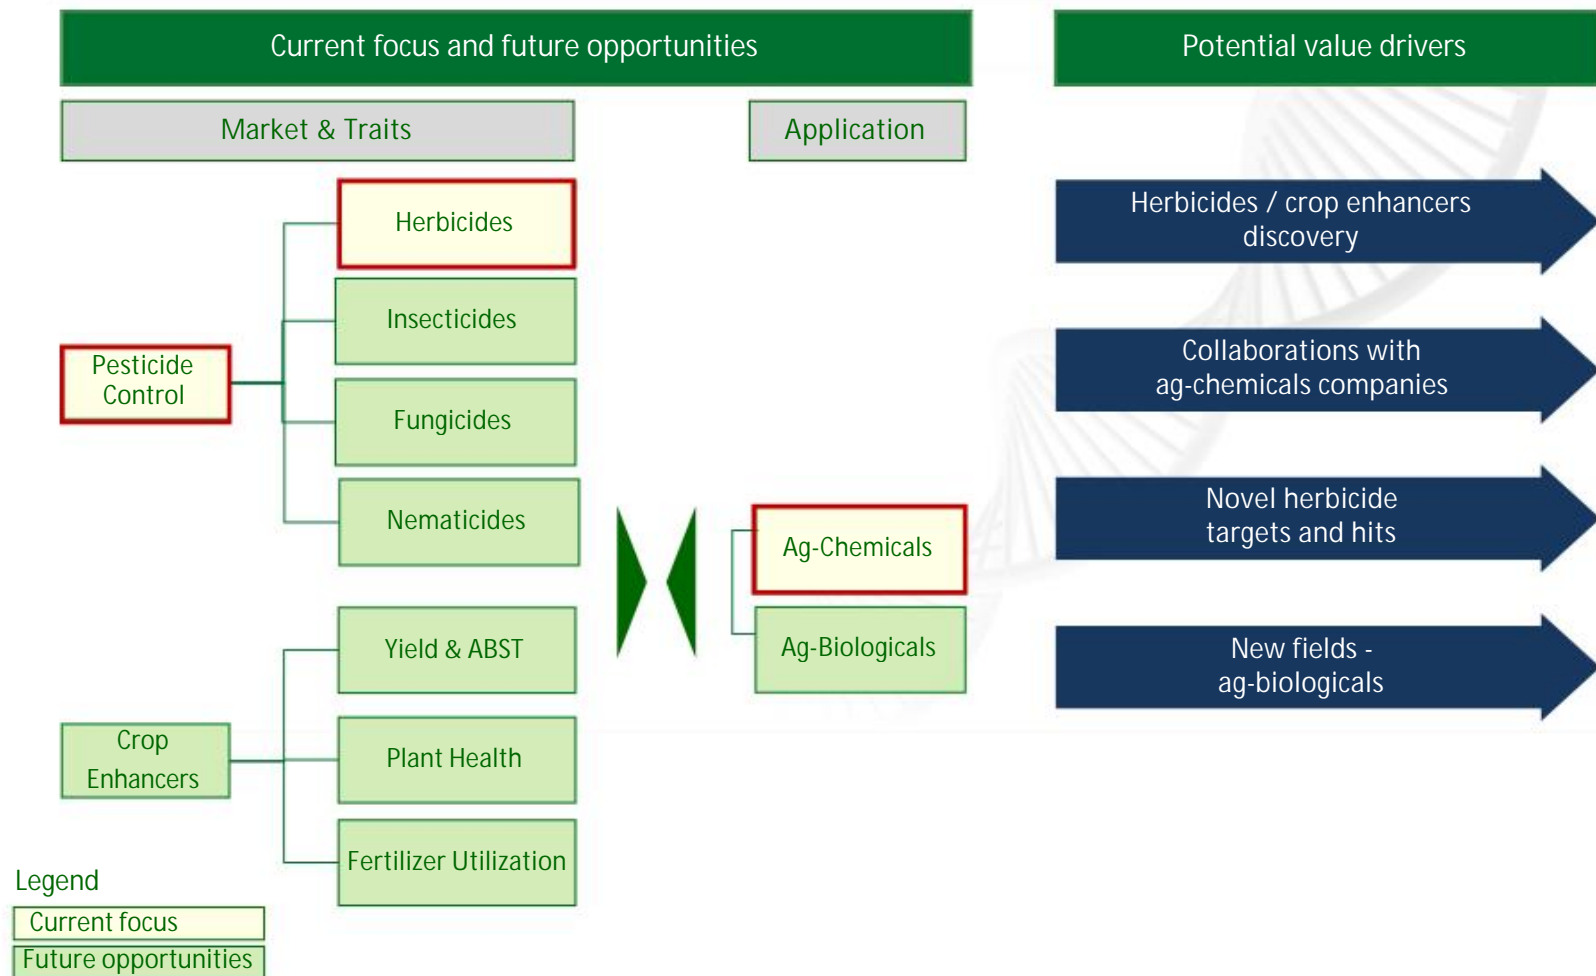 Current focus and future opportunities
Potential value drivers
Market & Traits
Application
Herbicides
Insecticides
Pesticide
Control
Fungicides
Nematicides
Yield & ABST
Crop
Enhancers
Plant Health
Fertilizer Utilization
Ag-Chemicals
Ag-Biologicals
Herbicides / crop enhancers
discovery
Collaborations with
ag-chemicals companies
Novel herbicide
targets and hits
New fields -
ag-biologicals
Legend
Current focus
Future opportunities